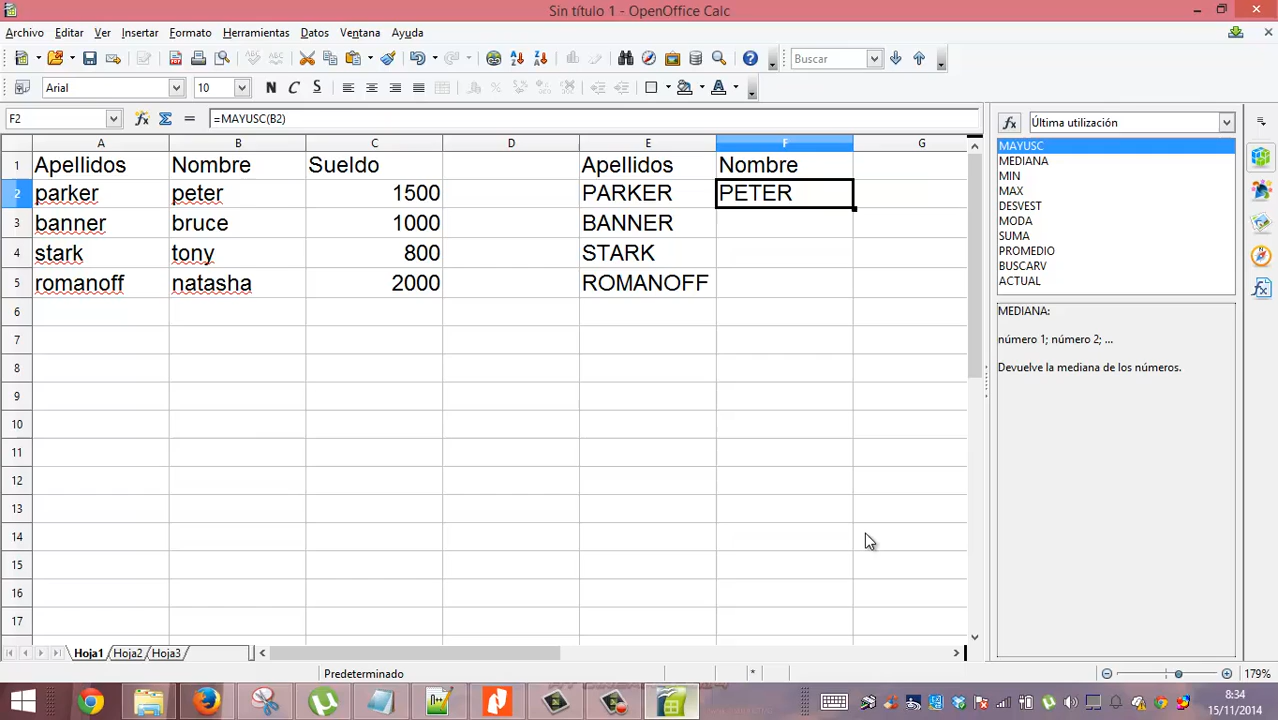 Sin título 1 - OpenOffice Calc
Archivo Editar Ver Insertar Formato Herramientas Datos Ventana Ayuda
Buscar
Arial 10 N C S
F2 =MAYUSC(B2)
A B C D E F G
1 Apellidos Nombre Sueldo Apellidos Nombre
2 parker peter 1500 PARKER PETER
3 banner bruce 1000 BANNER
4 stark tony 800 STARK
5 romanoff natasha 2000 ROMANOFF
6
7
8
9
10
11
12
13
14
15
16
17
Última utilización
MAYUSC
MEDIANA
MIN
MAX
DESVEST
MODA
SUMA
PROMEDIO
BUSCARV
ACTUAL
MEDIANA:
número 1; número 2; ...
Devuelve la mediana de los números.
Hoja1 Hoja2 Hoja3
Predeterminado * 179%
8:34
15/11/2014